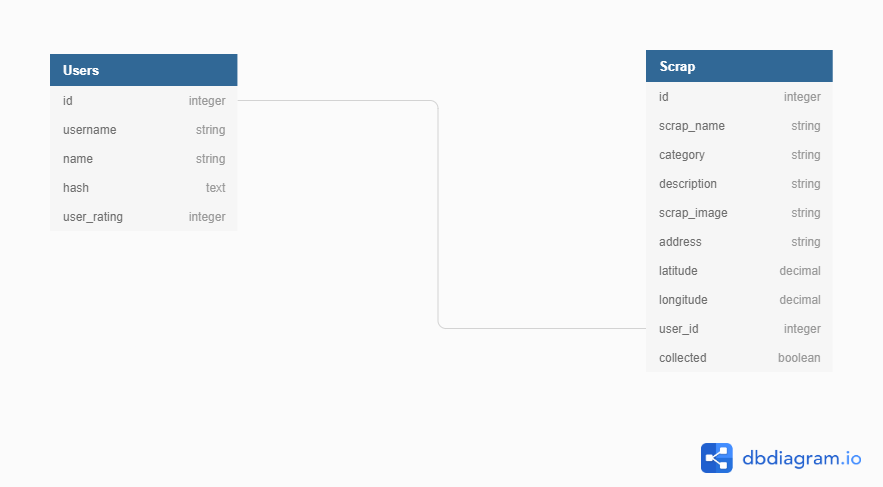 Users
id integer
username string
name string
hash text
user_rating integer
Scrap
id integer
scrap_name string
category string
description string
scrap_image string
address string
latitude decimal
longitude decimal
user_id integer
collected boolean
dbdiagram.io